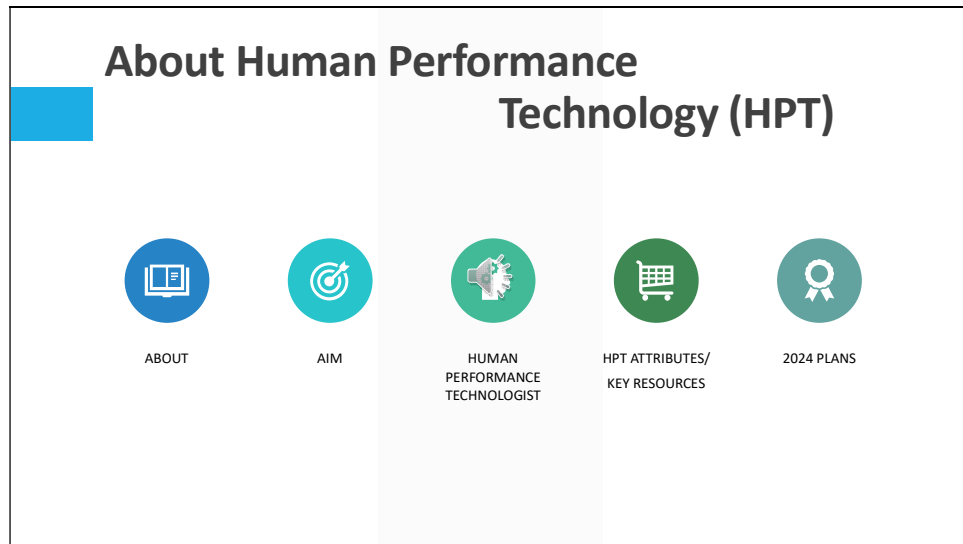 About Human Performance
Technology (HPT)
ABOUT
AIM
HUMAN
PERFORMANCE
TECHNOLOGIST
HPT ATTRIBUTES/
KEY RESOURCES
2024 PLANS